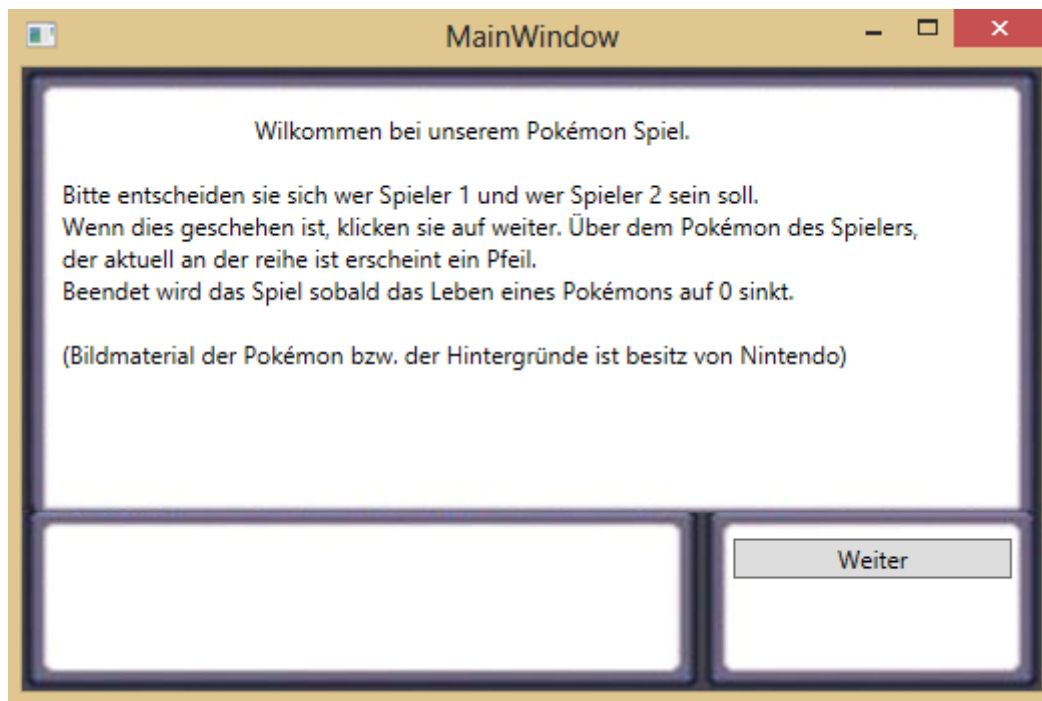 MainWindow
Wilkommen bei unserem Pokémon Spiel.
Bitte entscheiden sie sich wer Spieler 1 und wer Spieler 2 sein soll.
Wenn dies geschehen ist, klicken sie auf weiter. Über dem Pokémon des Spielers,
der aktuell an der reihe ist erscheint ein Pfeil.
Beendet wird das Spiel sobald das Leben eines Pokémons auf 0 sinkt.
(Bildmaterial der Pokémon bzw. der Hintergründe ist besitz von Nintendo)
Weiter